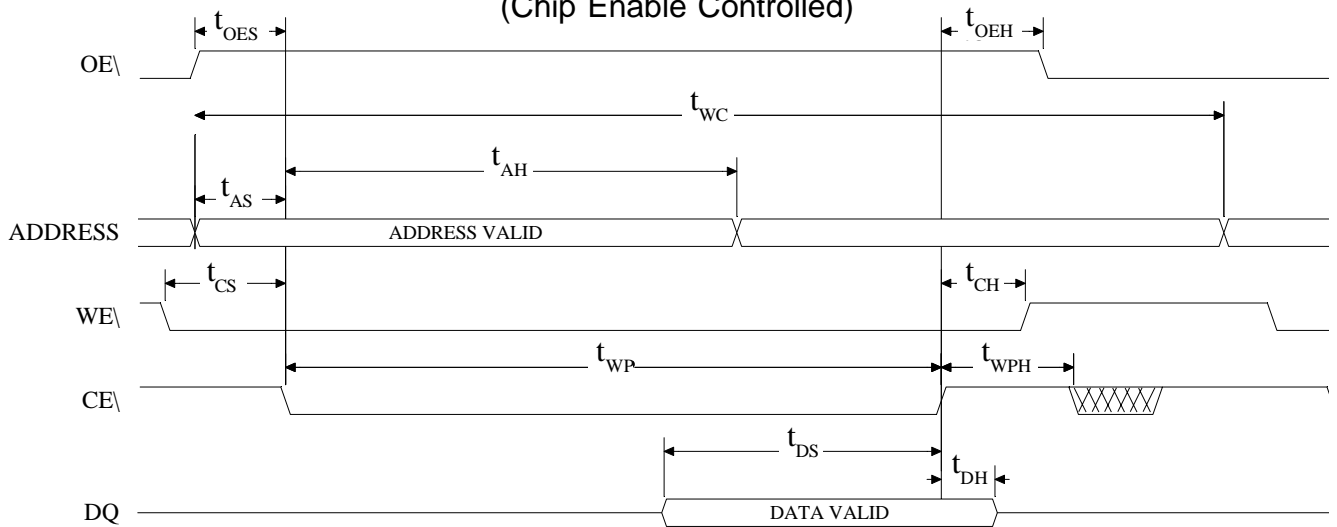 (Chip Enable Controlled)
tOES
tOEH
OE\
tWC
tAH
tAS
ADDRESS
ADDRESS VALID
tCS
tCH
WE\
tWP
tWPH
CE\
tDS
tDH
DQ
DATA VALID